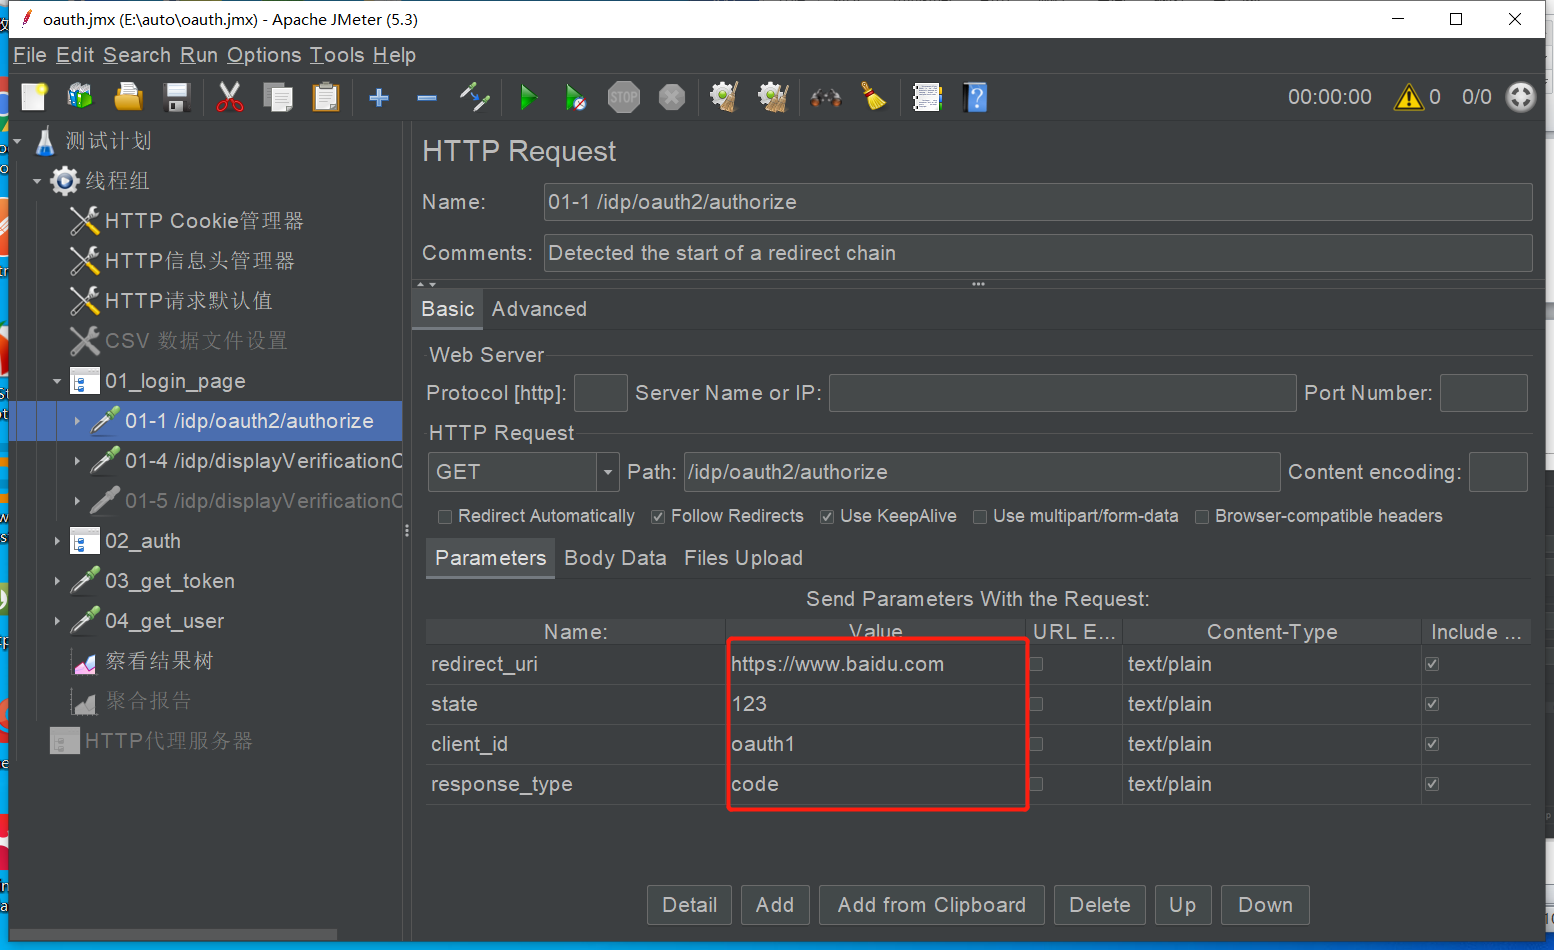 oauth.jmx (E:\auto\oauth.jmx) - Apache JMeter (5.3)
File Edit Search Run Options Tools Help
STOP
00:00:00
0
0/0
测试计划
线程组
HTTP Cookie管理器
HTTP信息头管理器
HTTP请求默认值
CSV 数据文件设置
01_login_page
01-1 /idp/oauth2/authorize
01-4 /idp/displayVerificationC
01-5 /idp/displayVerificationC
02_auth
03_get_token
04_get_user
察看结果树
聚合报告
HTTP代理服务器
HTTP Request
Name: 01-1 /idp/oauth2/authorize
Comments: Detected the start of a redirect chain
Basic Advanced
Web Server
Protocol [http]: Server Name or IP: Port Number:
HTTP Request
GET Path: /idp/oauth2/authorize Content encoding:
Redirect Automatically Follow Redirects Use KeepAlive Use multipart/form-data Browser-compatible headers
Parameters Body Data Files Upload
Send Parameters With the Request:
Name: Value URL E... Content-Type Include ...
redirect_uri https://www.baidu.com text/plain
state 123 text/plain
client_id oauth1 text/plain
response_type code text/plain
Detail Add Add from Clipboard Delete Up Down